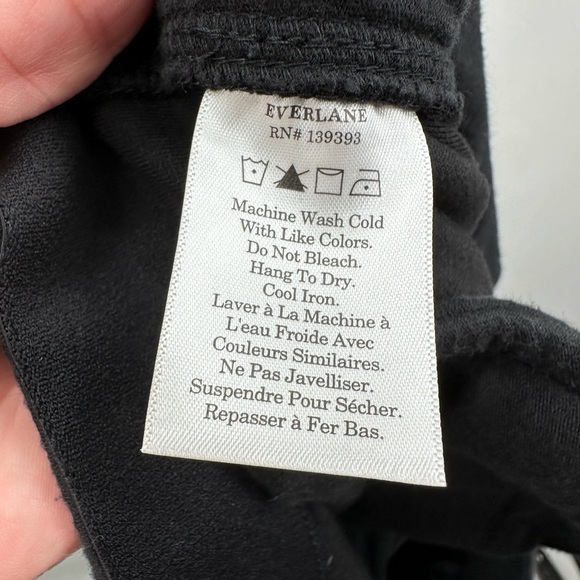 EVERLANE
RN# 139393
Machine Wash Cold
With Like Colors.
Do Not Bleach.
Hang To Dry.
Cool Iron.
Laver à La Machine à
L'eau Froide Avec
Couleurs Similaires.
Ne Pas Javelliser.
Suspendre Pour Sécher.
Repasser à Fer Bas.